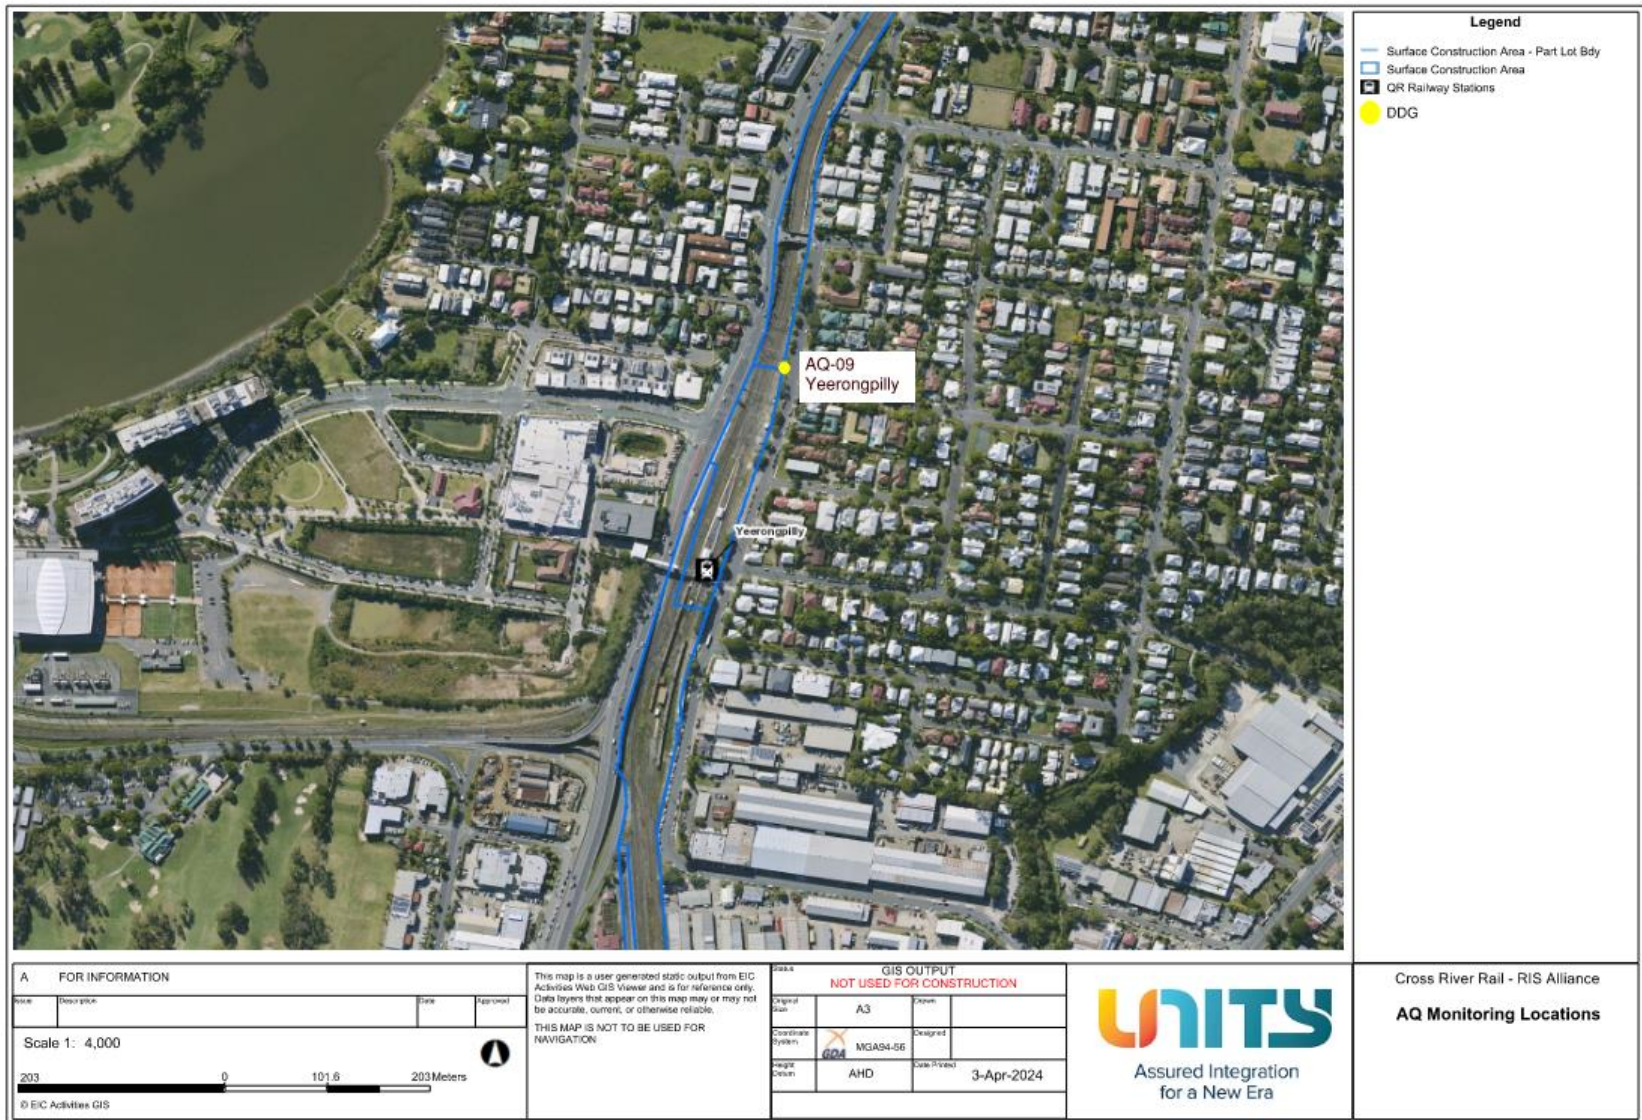 Legend
Surface Construction Area - Part Lot Bdy
Surface Construction Area
QR Railway Stations
DDG
AQ-09
Yeerongpilly
Yeerongpilly
A FOR INFORMATION
Issue Description Date Approved
Scale 1: 4,000
203 0 101.6 203 Meters
© EIC Activities GIS
This map is a user generated static output from EIC
Activities Web GIS Viewer and is for reference only.
Data layers that appear on this map may or may not
be accurate, current, or otherwise reliable.
THIS MAP IS NOT TO BE USED FOR
NAVIGATION
Status GIS OUTPUT
NOT USED FOR CONSTRUCTION
Original Size A3 Drawn
Coordinate System GDA MGA94-56 Designed
Height Datum AHD Date Printed 3-Apr-2024
UNITY
Assured Integration
for a New Era
Cross River Rail - RIS Alliance
AQ Monitoring Locations